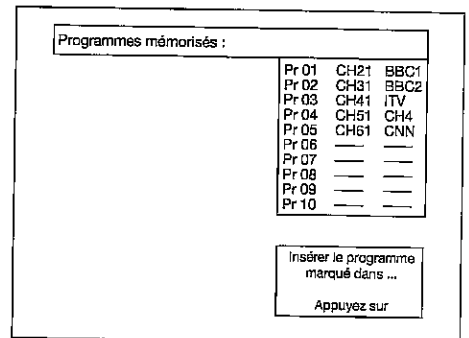 Programmes mémorisés :
Pr 01 CH21 BBC1
Pr 02 CH31 BBC2
Pr 03 CH41 ITV
Pr 04 CH51 CH4
Pr 05 CH61 CNN
Pr 06 — —
Pr 07 — —
Pr 08 — —
Pr 09 — —
Pr 10 — —
Insérer le programme
marqué dans ...
Appuyez sur